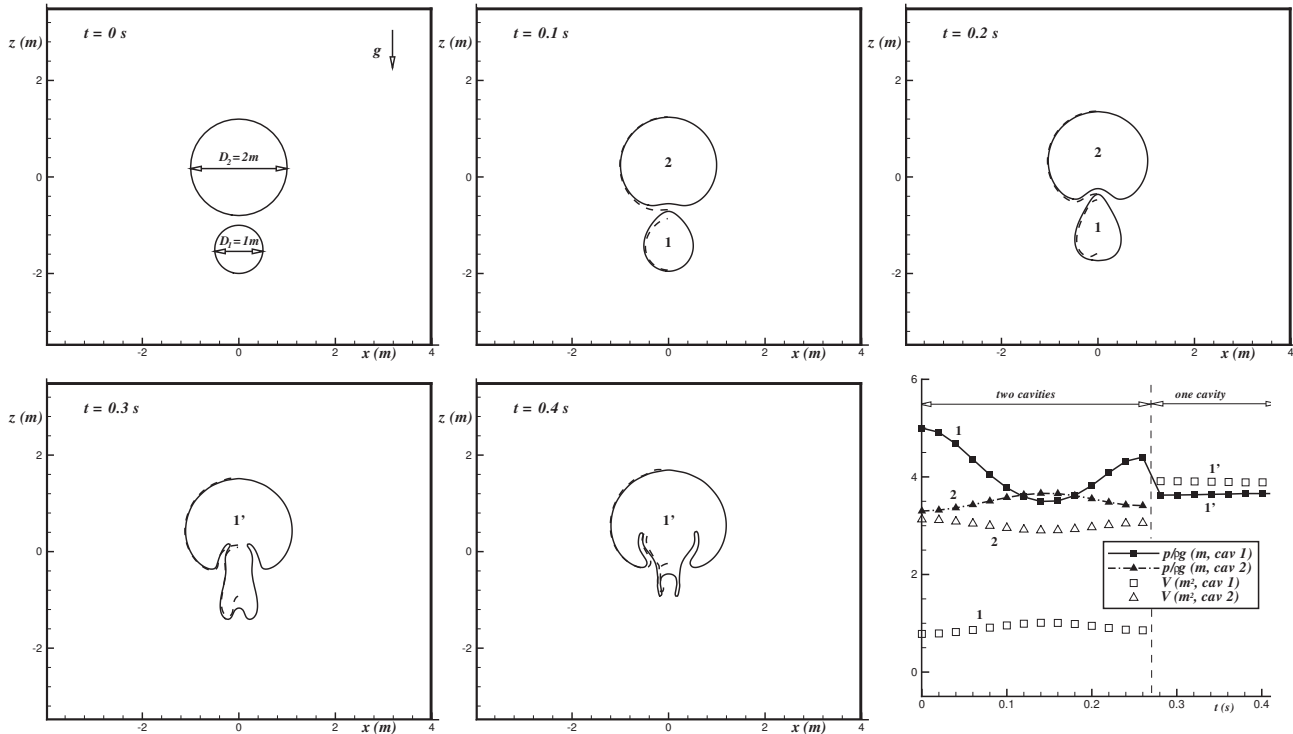 t = 0 s
z (m)
g
2
D₂ = 2m
0
D₁ = 1m
-2
-2 0 2 x (m) 4
t = 0.1 s
z (m)
2
2
0
1
-2
-2 0 2 x (m) 4
t = 0.2 s
z (m)
2
2
0
1
-2
-2 0 2 x (m) 4
t = 0.3 s
z (m)
2
1’
0
-2
-2 0 2 x (m) 4
t = 0.4 s
z (m)
2
1’
0
-2
-2 0 2 x (m) 4
6
two cavities one cavity
1
1’
4
2
1’
2
p/ρg (m, cav 1)
p/ρg (m, cav 2)
2
V (m², cav 1)
V (m², cav 2)
1
0
0 0.1 0.2 0.3 t (s) 0.4